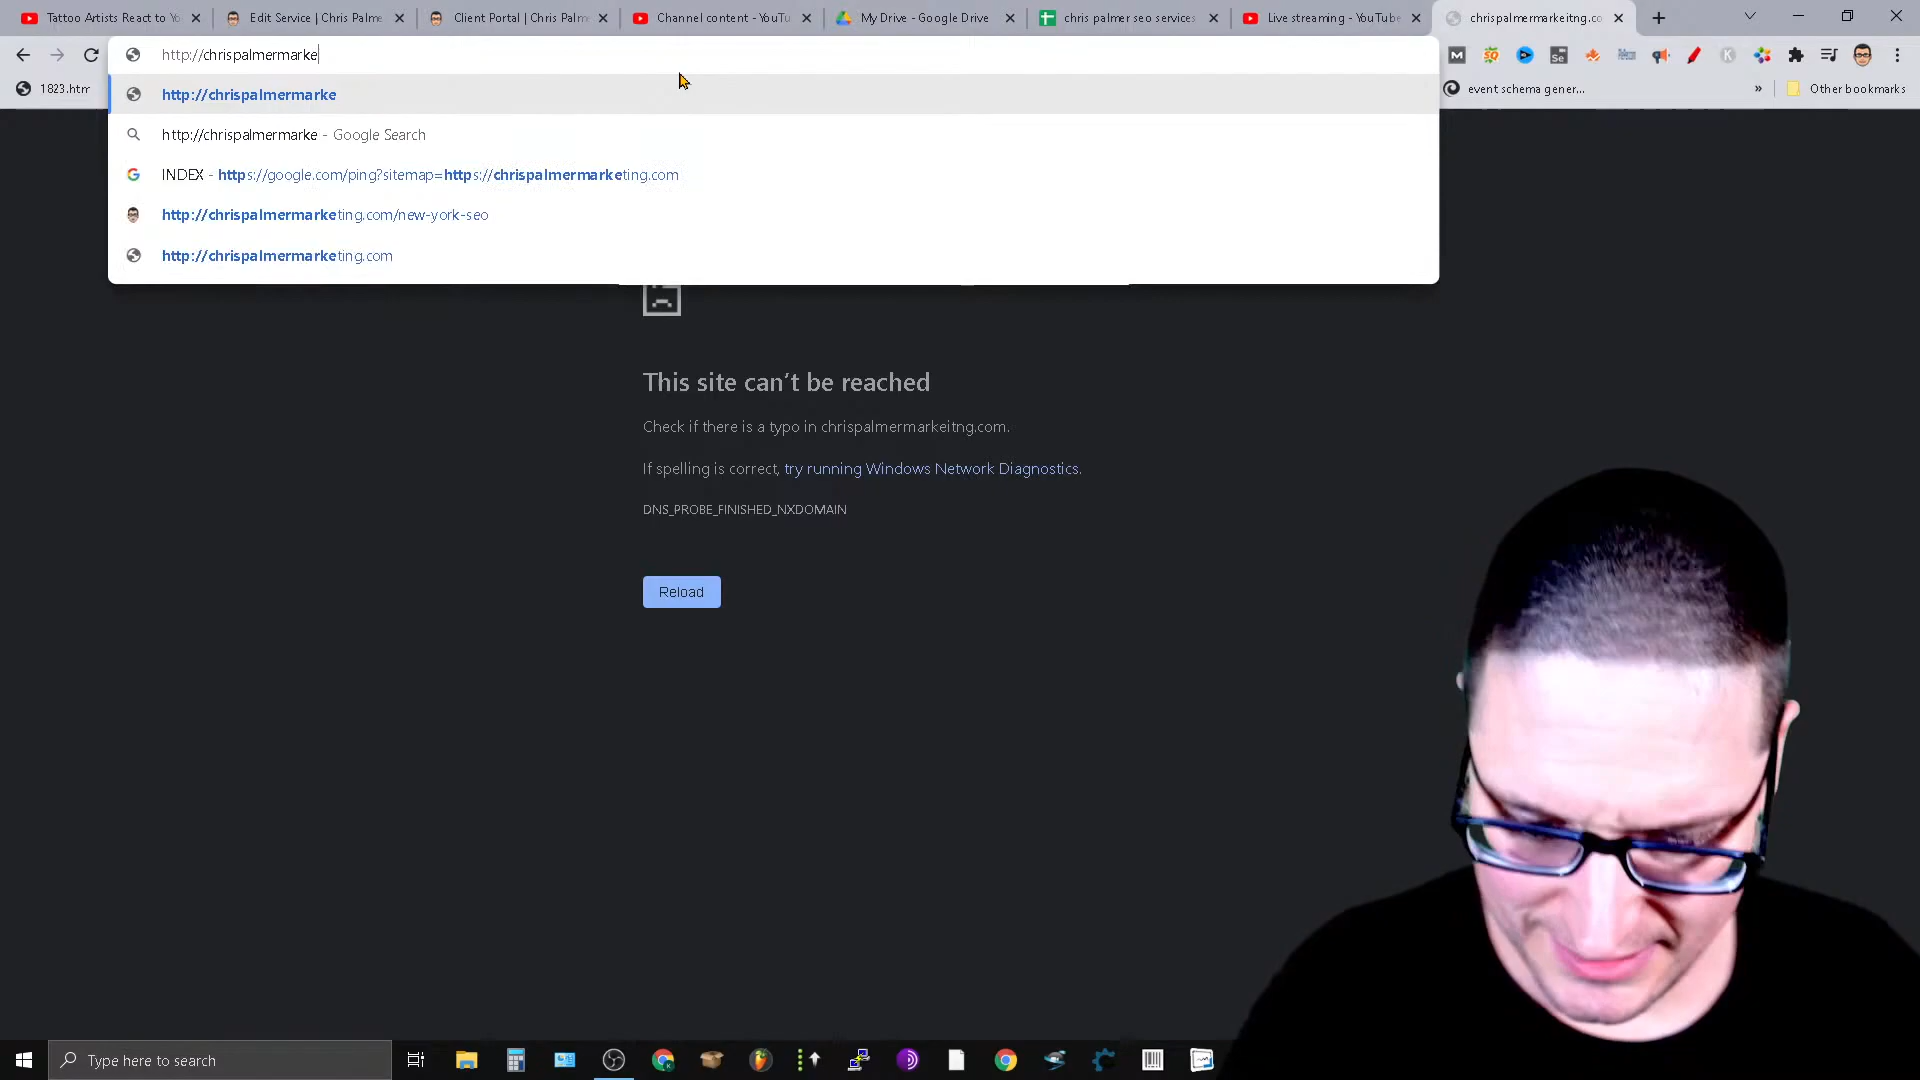 Tattoo Artists React to Yo
Edit Service | Chris Palme
Client Portal | Chris Palm
Channel content - YouTu
My Drive - Google Drive
chris palmer seo services
Live streaming - YouTube
chrispalmermarkeitng.co
http://chrispalmermarke
1823.htm
event schema gener...
»
Other bookmarks
http://chrispalmermarke
http://chrispalmermarke - Google Search
INDEX - https://google.com/ping?sitemap=https://chrispalmermarketing.com
http://chrispalmermarketing.com/new-york-seo
http://chrispalmermarketing.com
This site can't be reached
Check if there is a typo in chrispalmermarkeitng.com.
If spelling is correct, try running Windows Network Diagnostics.
DNS_PROBE_FINISHED_NXDOMAIN
Reload
Type here to search